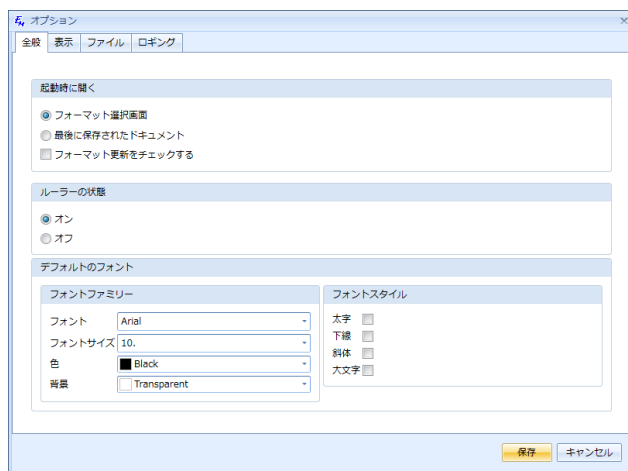 オプション
全般 表示 ファイル ロギング
起動時に開く
フォーマット選択画面
最後に保存されたドキュメント
フォーマット更新をチェックする
ルーラーの状態
オン
オフ
デフォルトのフォント
フォントファミリー
フォント Arial
フォントサイズ 10.
色 Black
背景 Transparent
フォントスタイル
太字
下線
斜体
大文字
保存 キャンセル